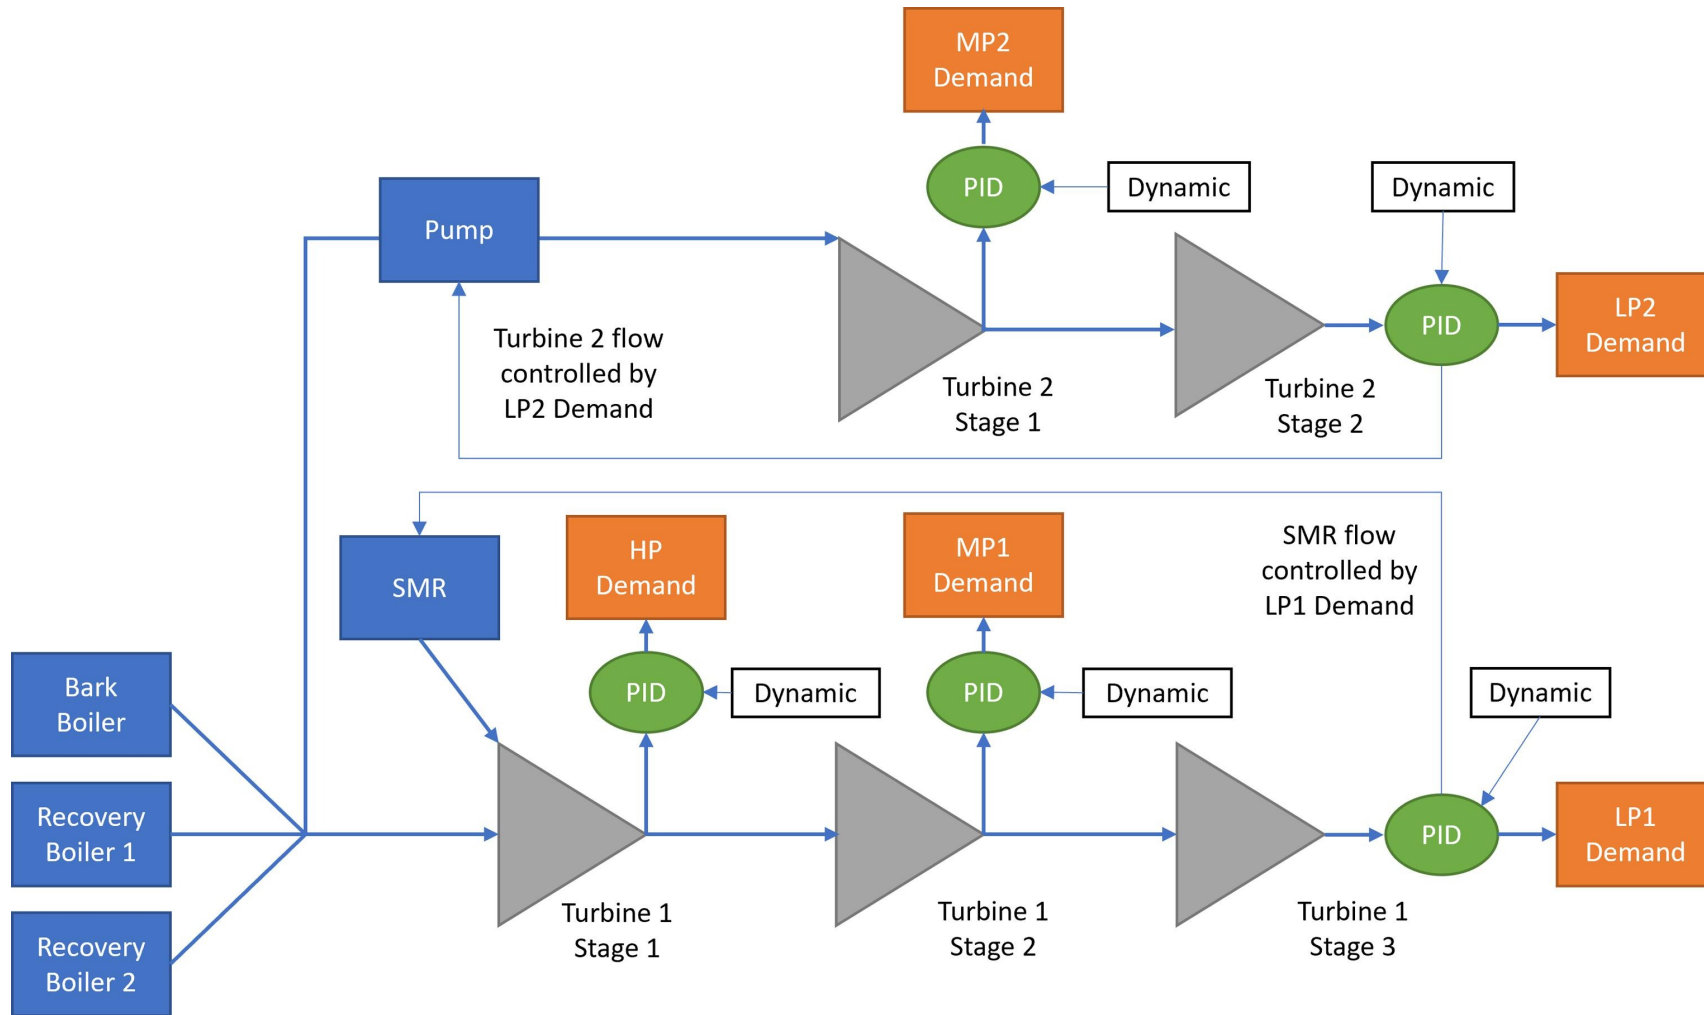 MP2
Demand
PID
Dynamic
Dynamic
Pump
PID
LP2
Demand
Turbine 2 flow
controlled by
LP2 Demand
Turbine 2
Stage 1
Turbine 2
Stage 2
SMR
HP
Demand
MP1
Demand
SMR flow
controlled by
LP1 Demand
PID
Dynamic
PID
Dynamic
Dynamic
Bark
Boiler
Recovery
Boiler 1
Recovery
Boiler 2
PID
LP1
Demand
Turbine 1
Stage 1
Turbine 1
Stage 2
Turbine 1
Stage 3